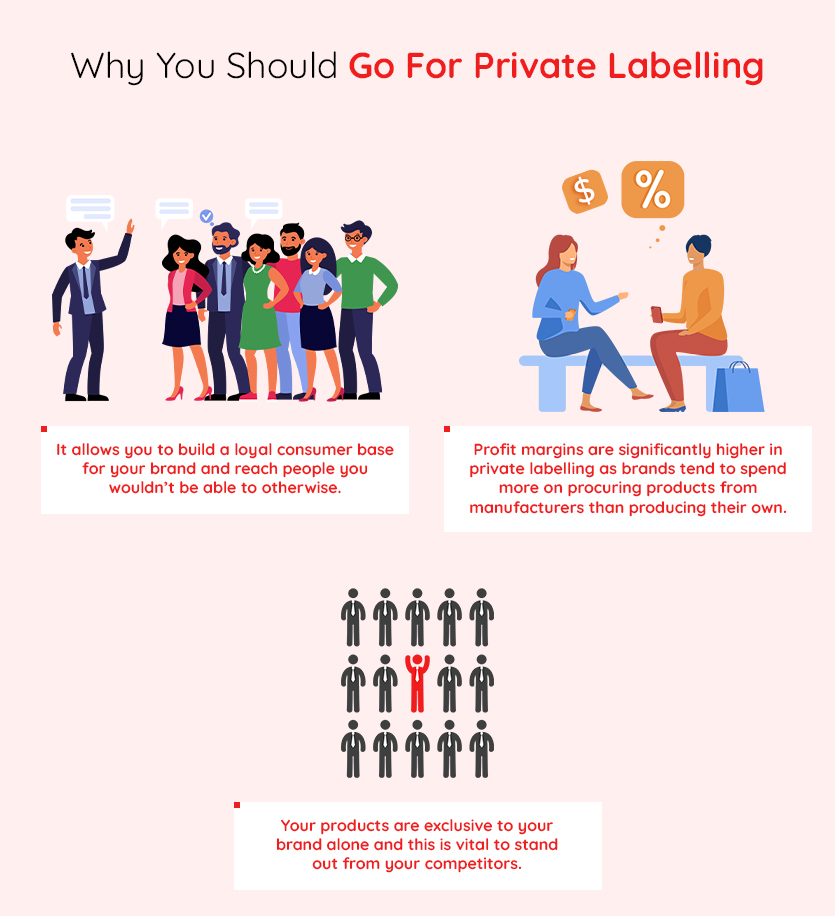 Why You Should Go For Private Labelling
$
%
It allows you to build a loyal consumer base
for your brand and reach people you
wouldn't be able to otherwise.
Profit margins are significantly higher in
private labelling as brands tend to spend
more on procuring products from
manufacturers than producing their own.
Your products are exclusive to your
brand alone and this is vital to stand
out from your competitors.